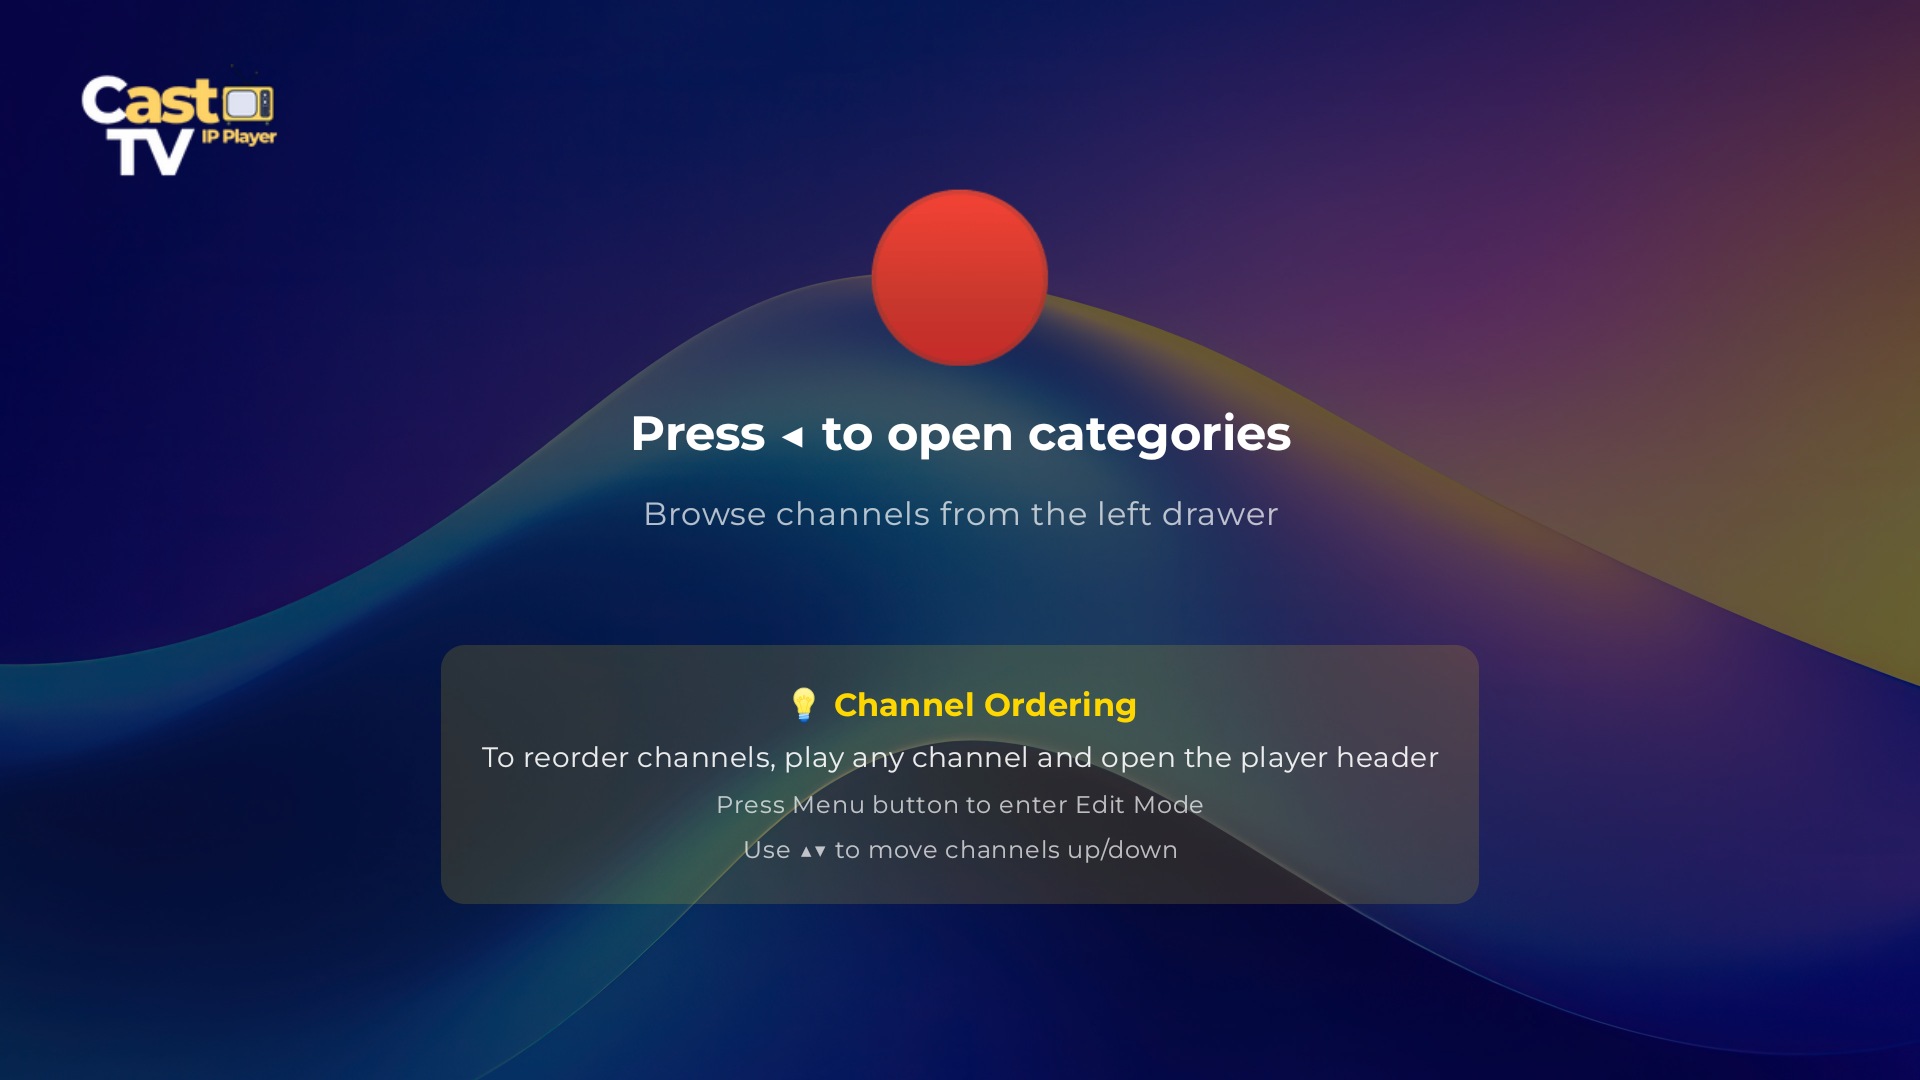 Cast
TV IP Player
Press ◀ to open categories
Browse channels from the left drawer
💡 Channel Ordering
To reorder channels, play any channel and open the player header
Press Menu button to enter Edit Mode
Use ▲▼ to move channels up/down